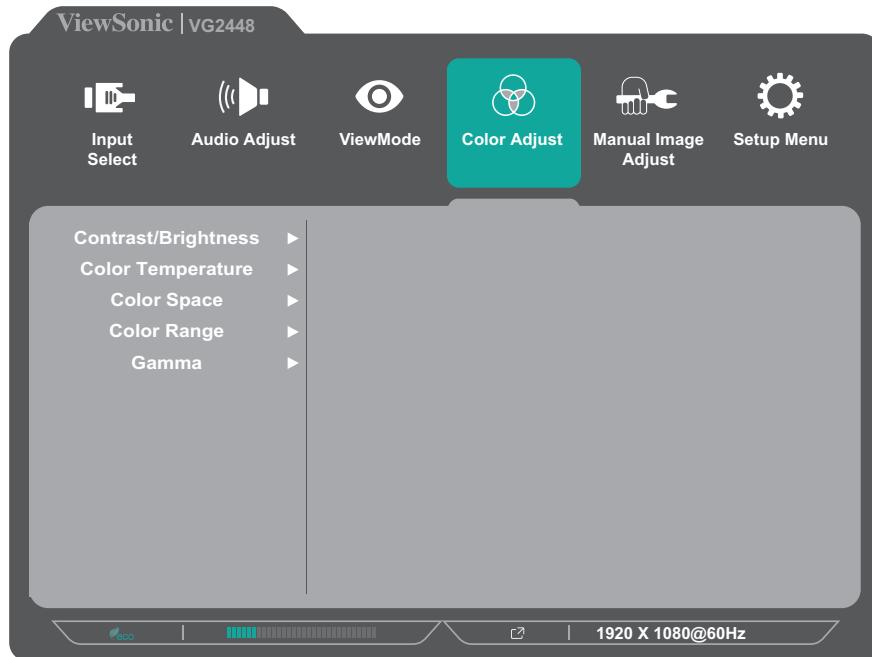 ViewSonic | VG2448
Input
Select
Audio Adjust
ViewMode
Color Adjust
Manual Image
Adjust
Setup Menu
Contrast/Brightness
Color Temperature
Color Space
Color Range
Gamma
eco
1920 X 1080@60Hz